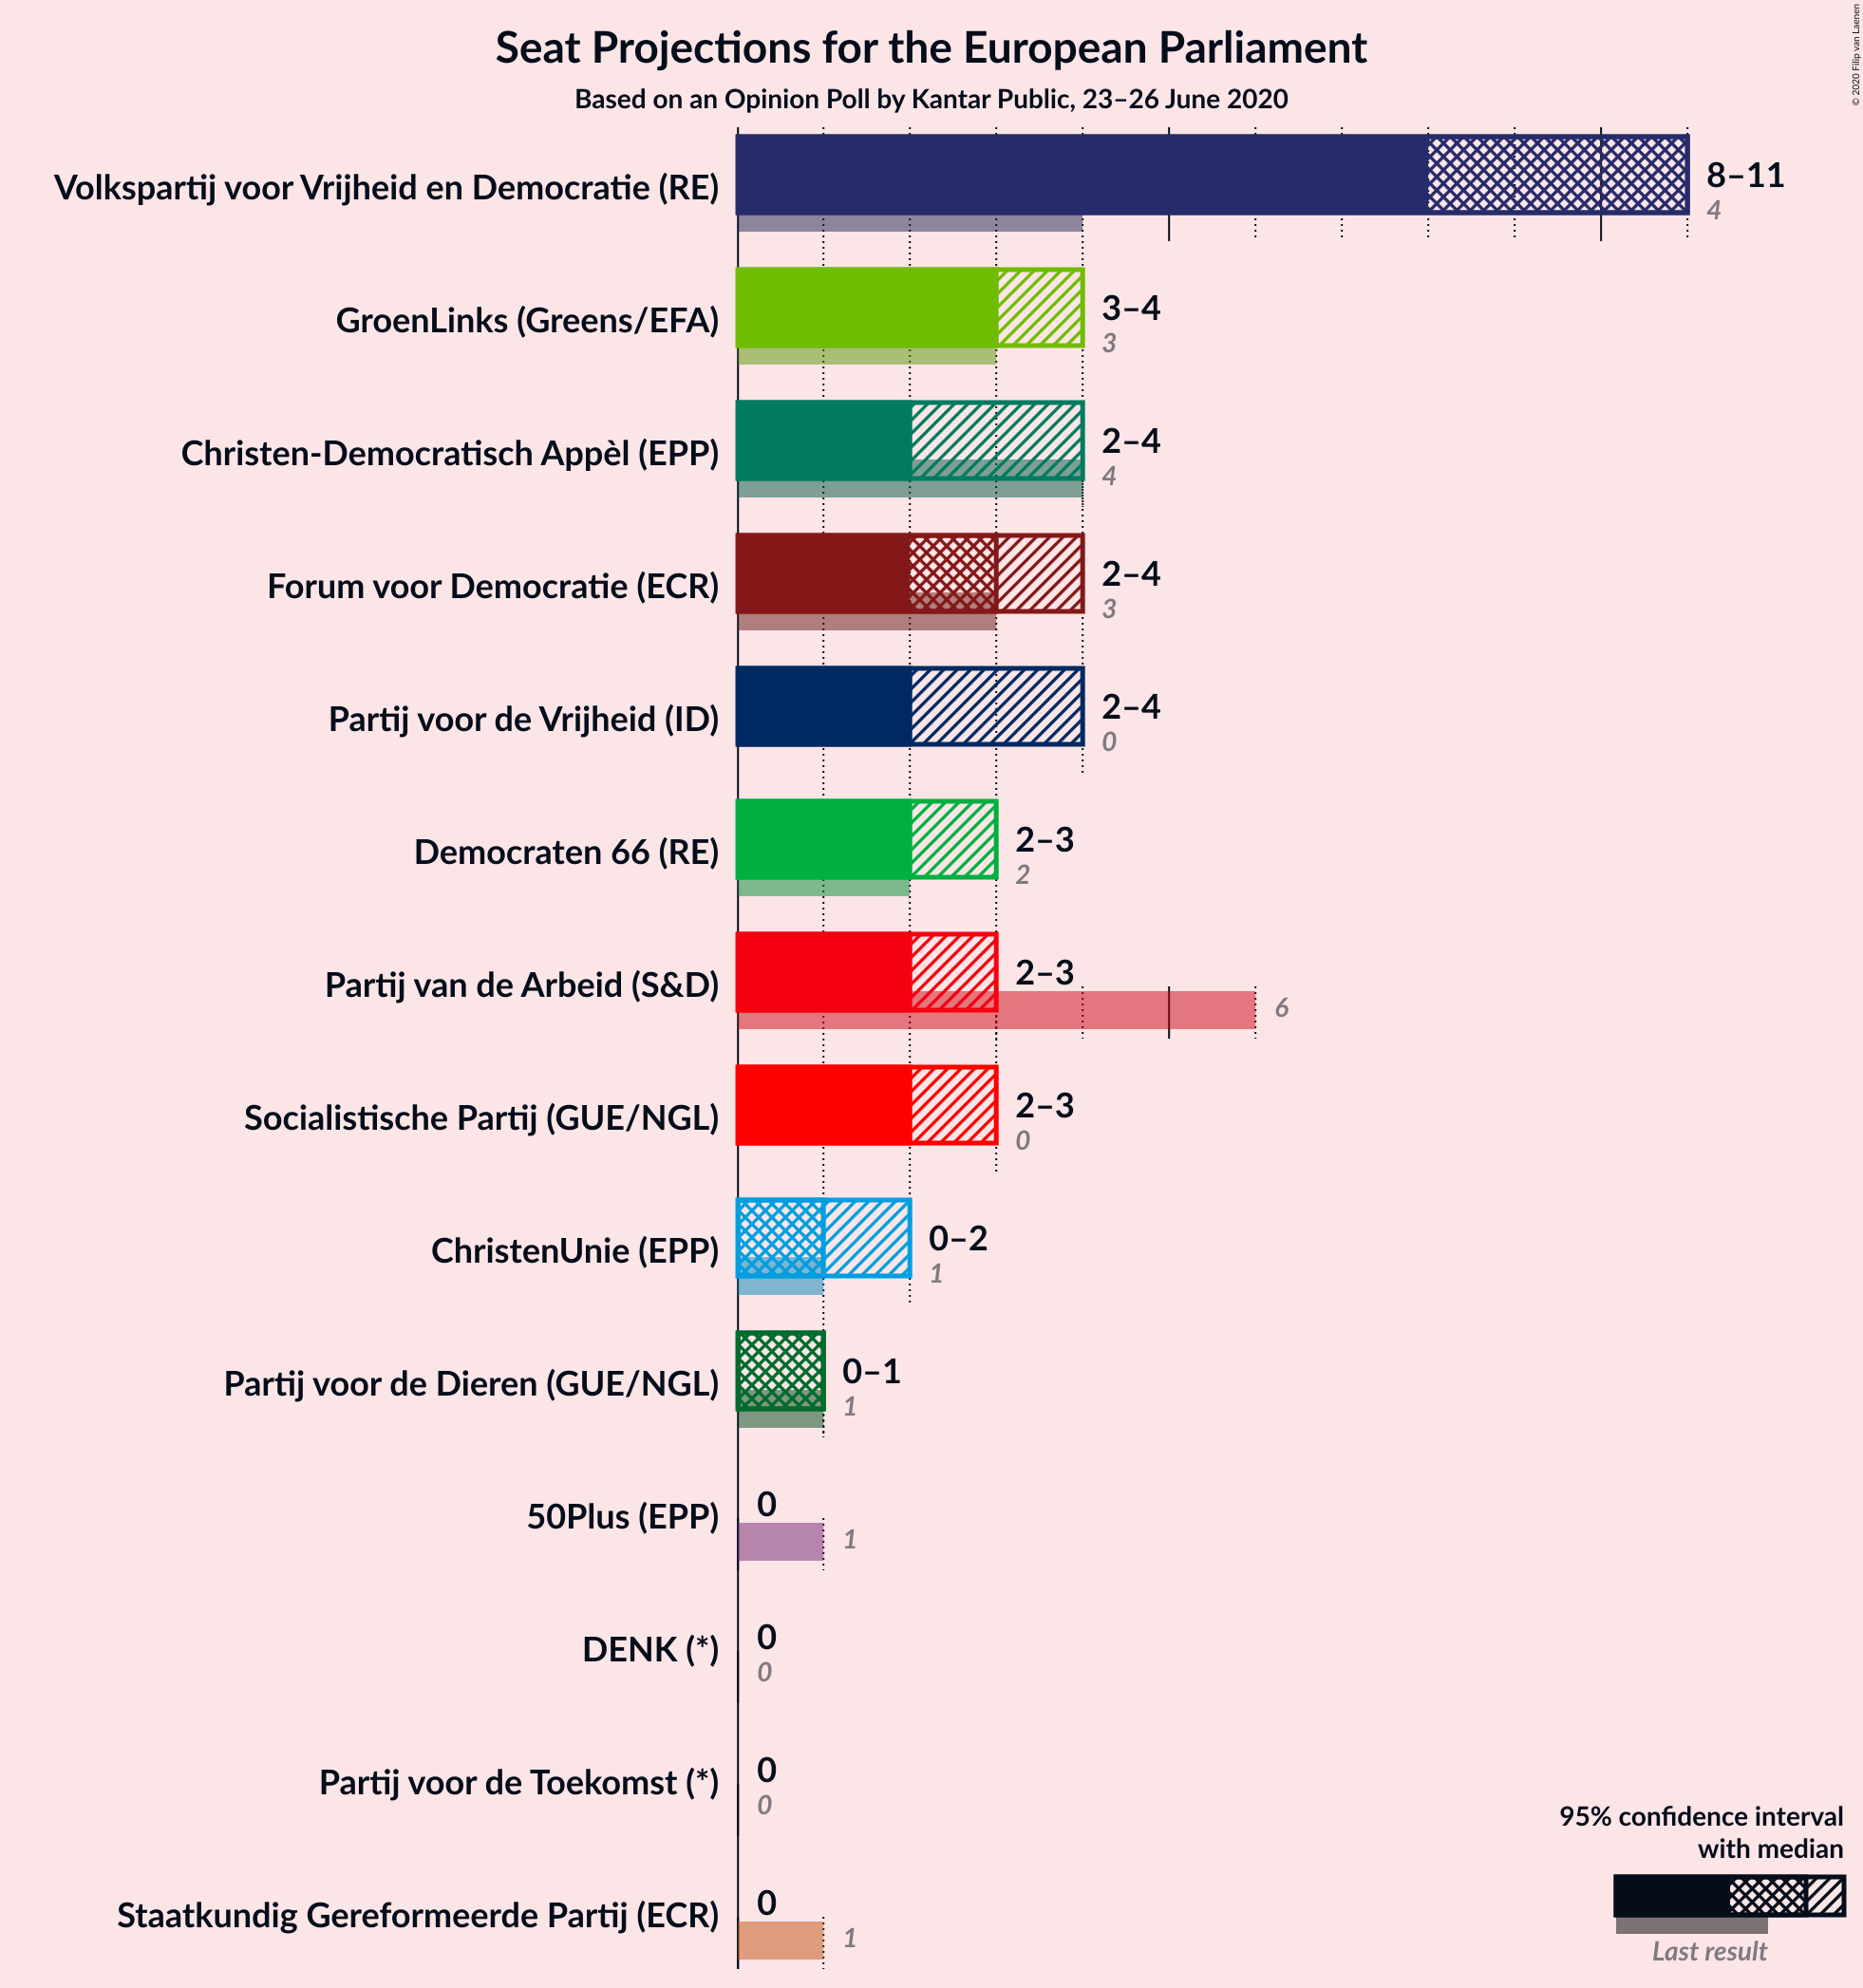 Seat Projections for the European Parliament
Based on an Opinion Poll by Kantar Public, 23–26 June 2020
© 2020 Filip van Laenen
Volkspartij voor Vrijheid en Democratie (RE)
8–11
4
GroenLinks (Greens/EFA)
3–4
3
Christen-Democratisch Appèl (EPP)
2–4
4
Forum voor Democratie (ECR)
2–4
3
Partij voor de Vrijheid (ID)
2–4
0
Democraten 66 (RE)
2–3
2
Partij van de Arbeid (S&D)
2–3
6
Socialistische Partij (GUE/NGL)
2–3
0
ChristenUnie (EPP)
0–2
1
Partij voor de Dieren (GUE/NGL)
0–1
1
50Plus (EPP)
0
1
DENK (*)
0
0
Partij voor de Toekomst (*)
0
0
Staatkundig Gereformeerde Partij (ECR)
0
1
95% confidence interval
with median
Last result